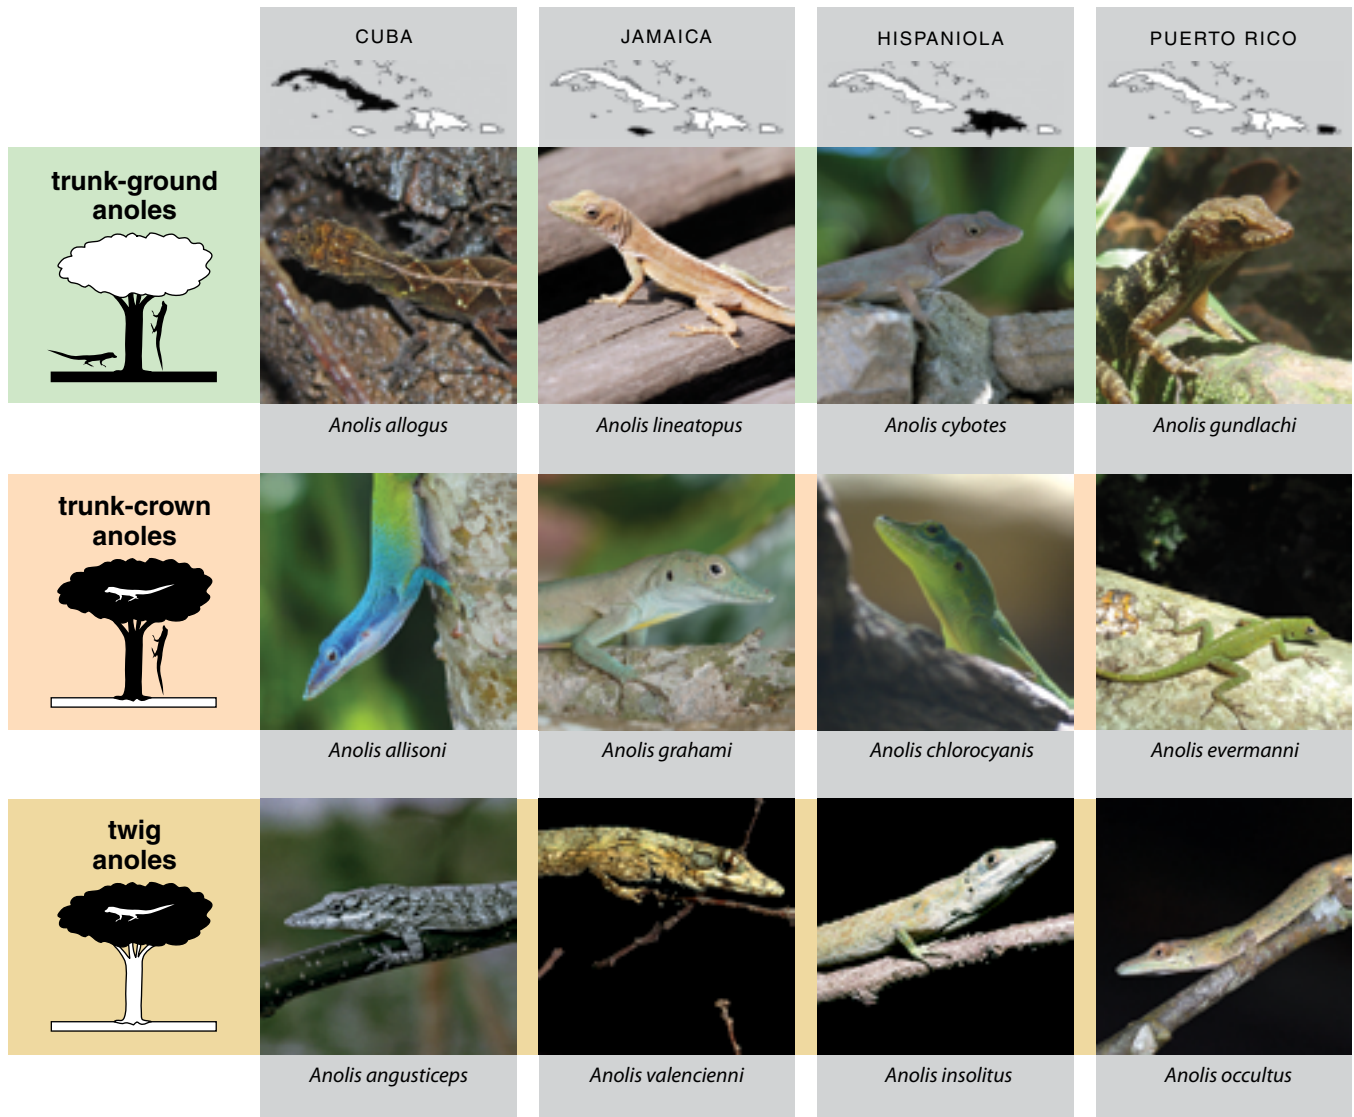 CUBA
JAMAICA
HISPANIOLA
PUERTO RICO
trunk-ground
anoles
Anolis allogus
Anolis lineatopus
Anolis cybotes
Anolis gundlachi
trunk-crown
anoles
Anolis allisoni
Anolis grahami
Anolis chlorocyanis
Anolis evermanni
twig
anoles
Anolis angusticeps
Anolis valencienni
Anolis insolitus
Anolis occultus